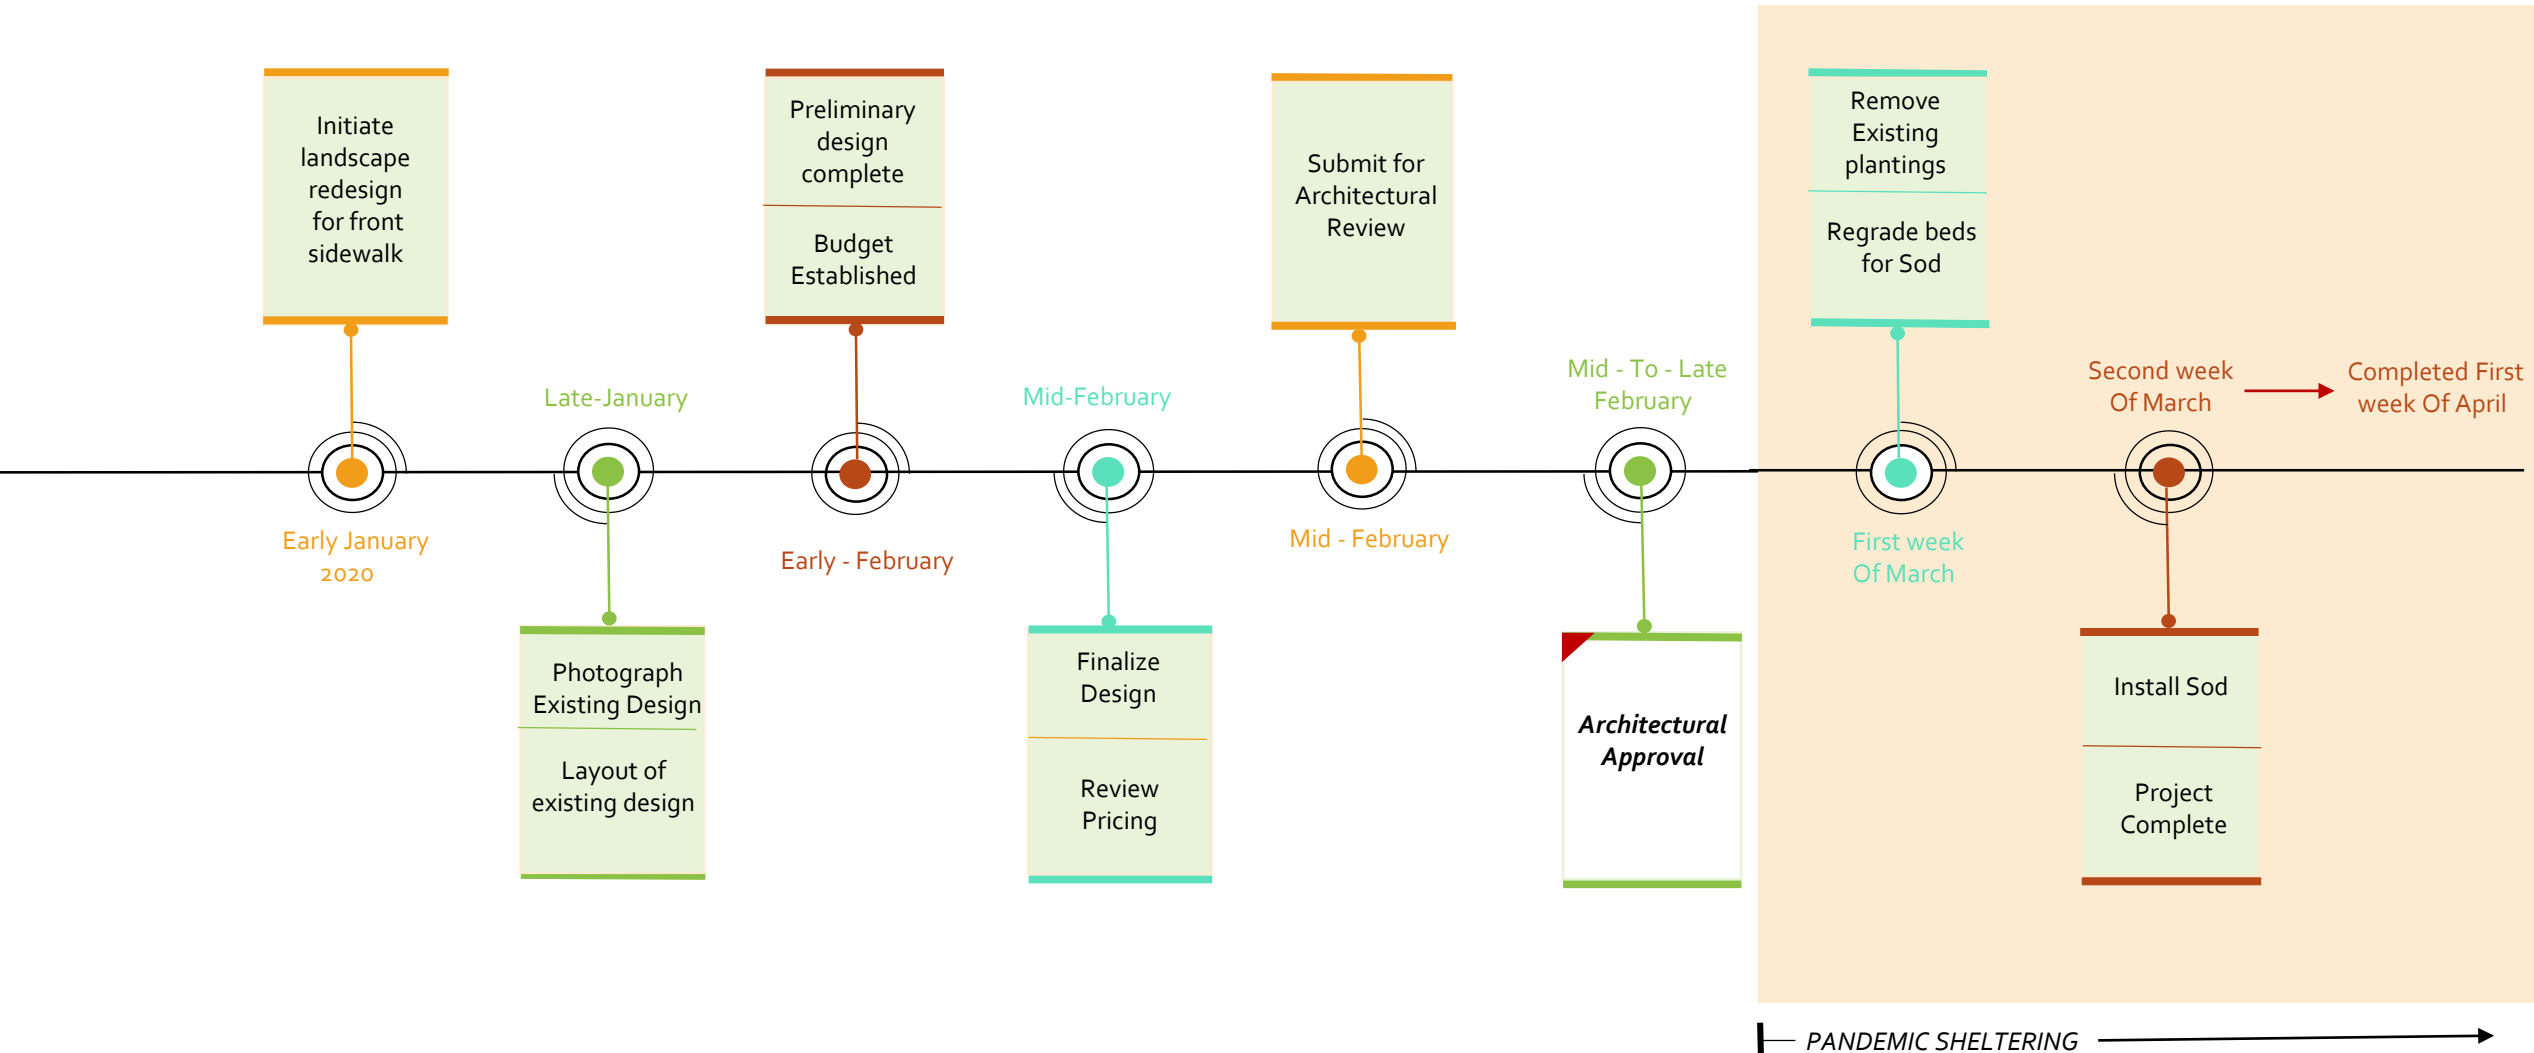 Initiate
landscape
redesign
for front
sidewalk
Early January
2020
Late-January
Photograph
Existing Design
Layout of
existing design
Preliminary
design
complete
Budget
Established
Early - February
Mid-February
Finalize
Design
Review
Pricing
Submit for
Architectural
Review
Mid - February
Mid - To - Late
February
Architectural
Approval
Remove
Existing
plantings
Regrade beds
for Sod
First week
Of March
Second week
Of March
Completed First
week Of April
Install Sod
Project
Complete
PANDEMIC SHELTERING